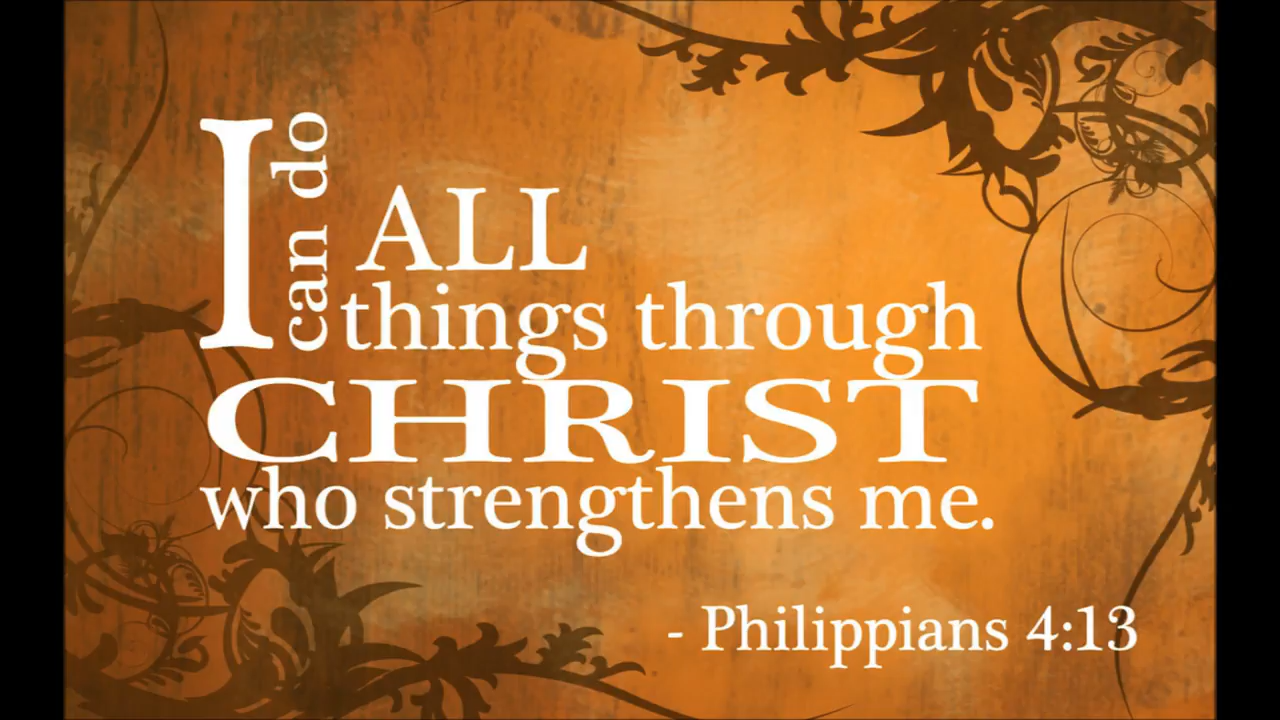 I can do
ALL
things through
CHRIST
who strengthens me.
- Philippians 4:13